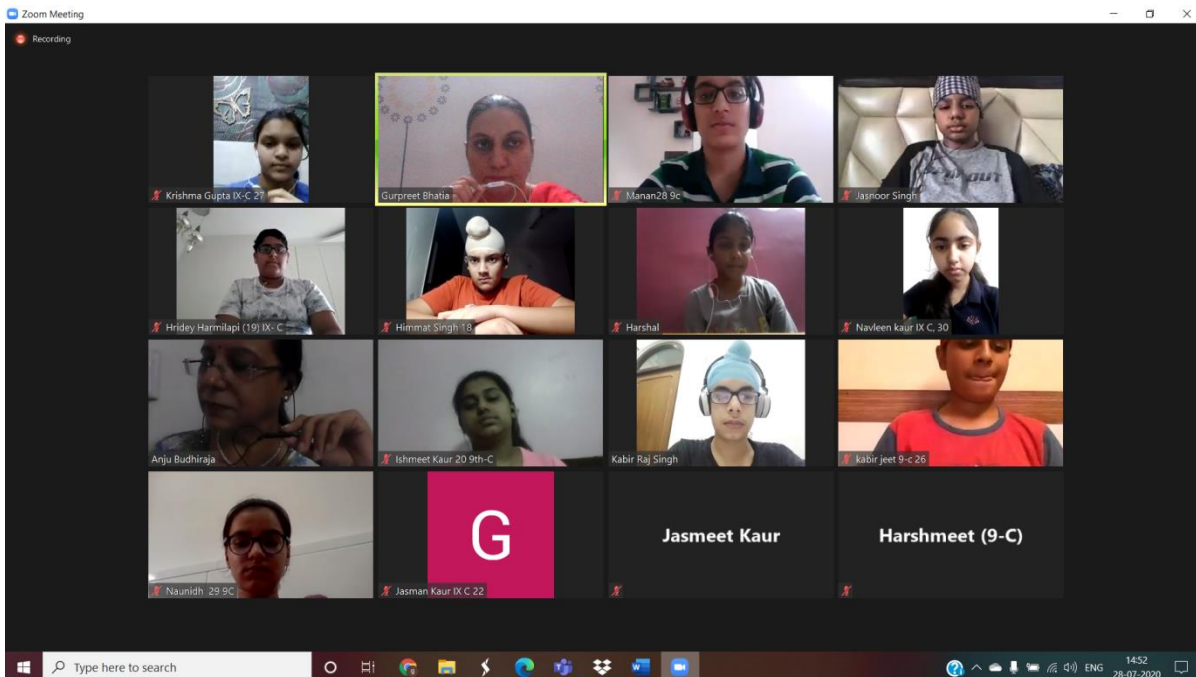 Zoom Meeting
Recording
Krishma Gupta IX-C 27
Gurpreet Bhatia
Manan28 9c
Jasnoor Singh
Hridey Harmilapi (19) IX- C
Himmat Singh 18
Harshal
Navleen kaur IX C, 30
Anju Budhiraja
Ishmeet Kaur 20 9th-C
Kabir Raj Singh
kabir jeet 9-c 26
Naunidh 29 9C
G
Jasman Kaur IX C 22
Jasmeet Kaur
Harshmeet (9-C)
Type here to search
ENG
14:52
28-07-2020